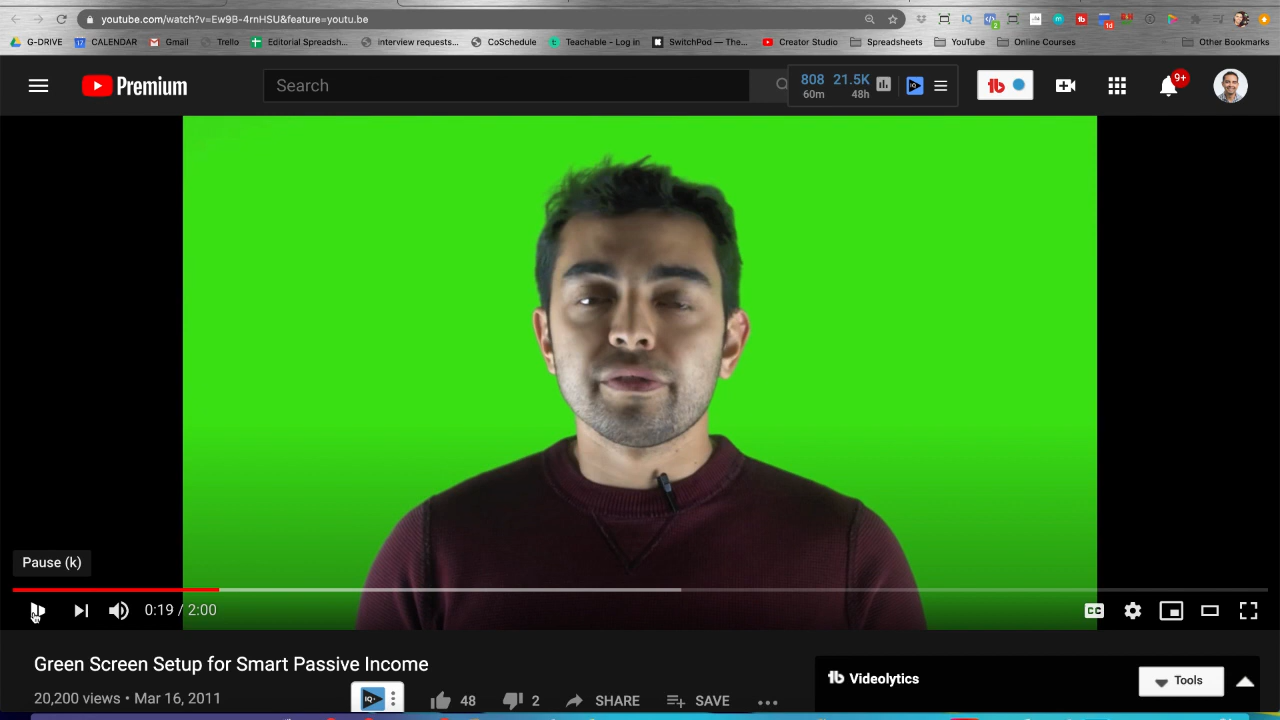 youtube.com/watch?v=Ew9B-4rnHSU&feature=youtu.be
G-DRIVE 17 CALENDAR Gmail Trello Editorial Spreadsh... interview requests... CoSchedule Teachable - Log in SwitchPod — The... Creator Studio Spreadsheets YouTube Online Courses Other Bookmarks
Premium Search 808 21.5K 9+
60m 48h
Pause (k)
0:19 / 2:00 CC
Green Screen Setup for Smart Passive Income
Videolytics Tools
20,200 views • Mar 16, 2011 IQ 48 2 SHARE SAVE